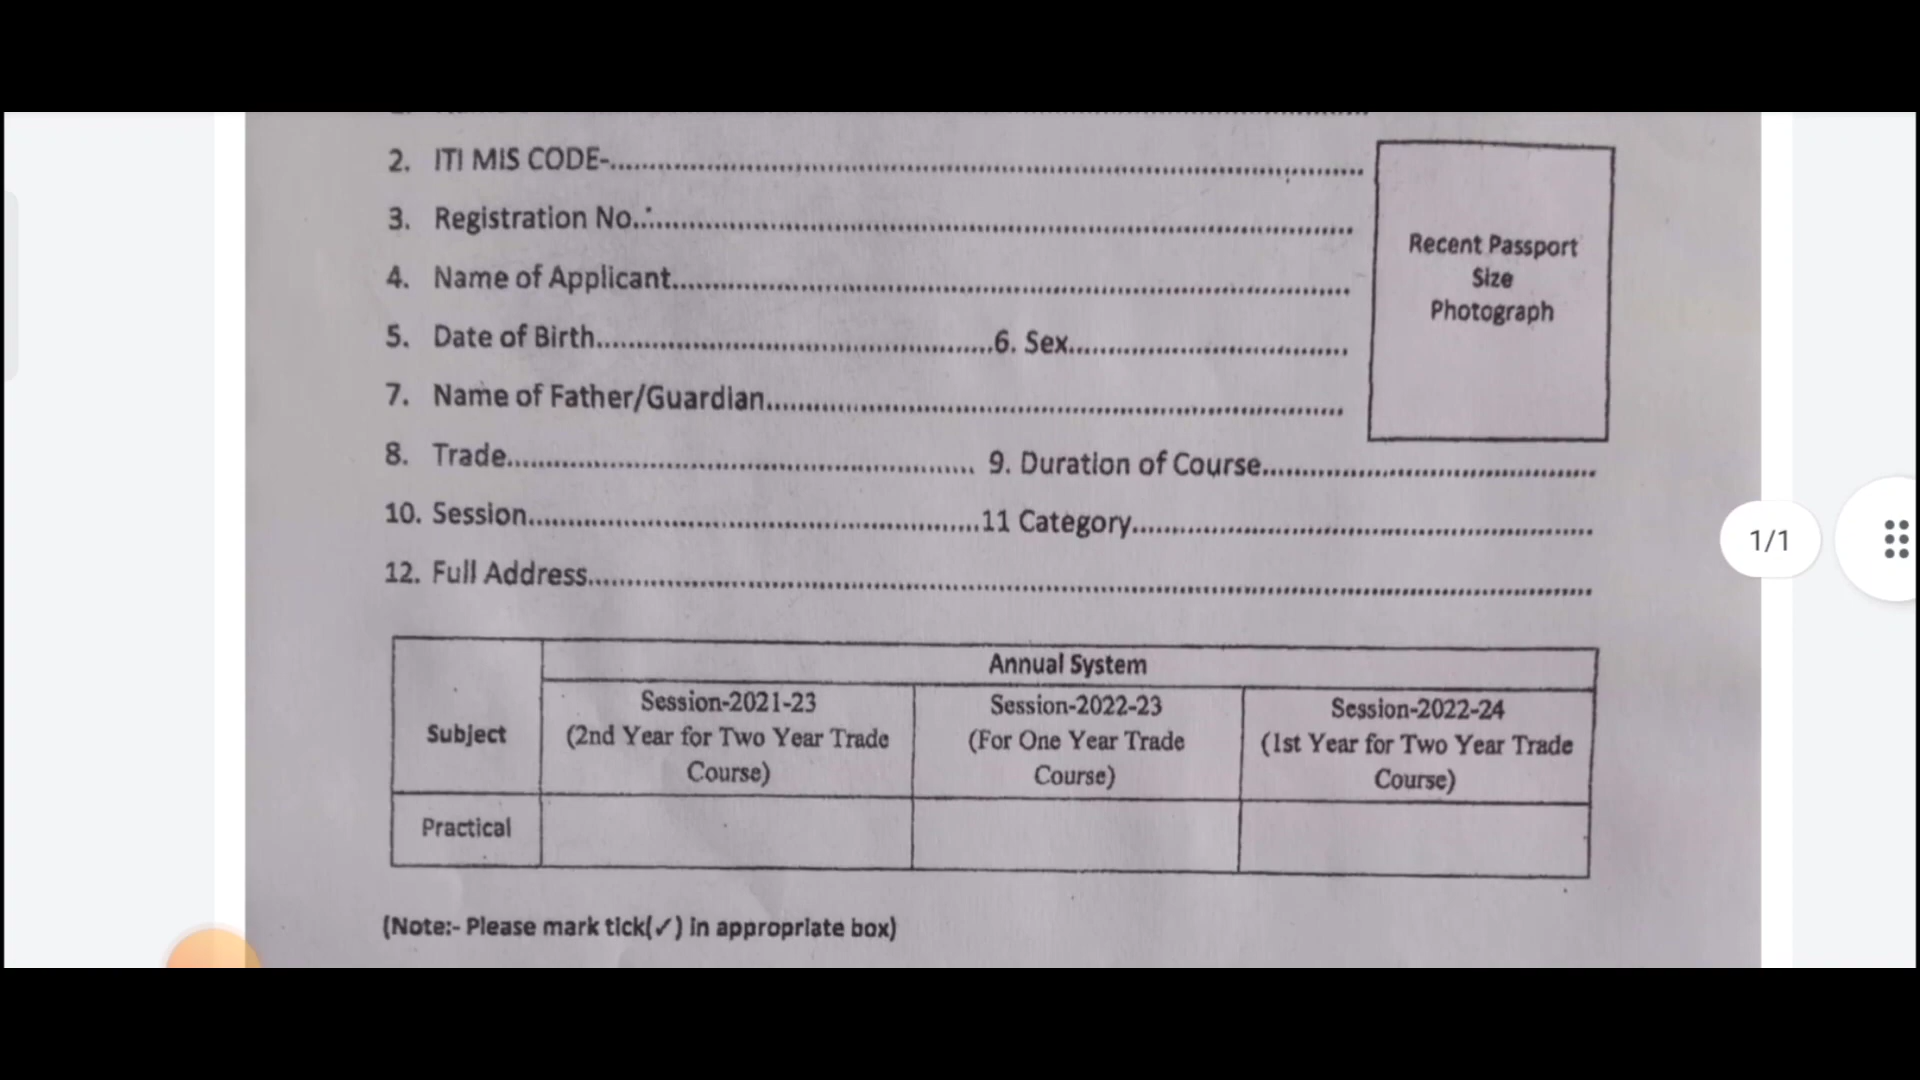 2. ITI MIS CODE-............................................................
3. Registration No.:............................................................
4. Name of Applicant............................................................
5. Date of Birth..............................6. Sex..............................
7. Name of Father/Guardian............................................................
8. Trade.............................. 9. Duration of Course..............................
10. Session..............................11 Category..............................
12. Full Address............................................................
Recent Passport
Size
Photograph
Annual System
Subject
Session-2021-23
(2nd Year for Two Year Trade
Course)
Session-2022-23
(For One Year Trade
Course)
Session-2022-24
(1st Year for Two Year Trade
Course)
Practical
(Note:- Please mark tick(✓) in appropriate box)
1/1